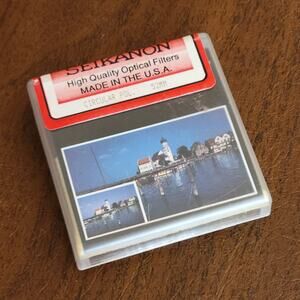 SEIKANON
High Quality Optical Filters
MADE IN THE U.S.A.
CIRCULAR POL. 52MM